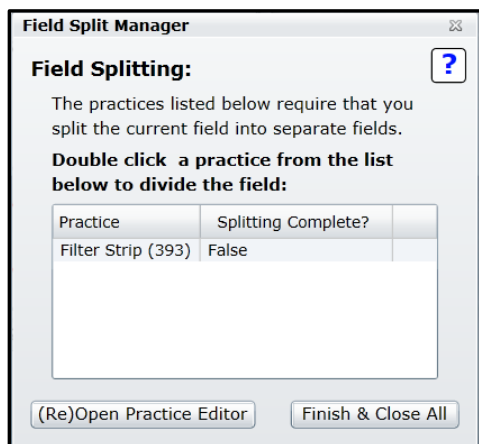 Field Split Manager
Field Splitting:
?
The practices listed below require that you
split the current field into separate fields.
Double click  a practice from the list
below to divide the field:
Practice Splitting Complete?
Filter Strip (393) False
(Re)Open Practice Editor Finish & Close All